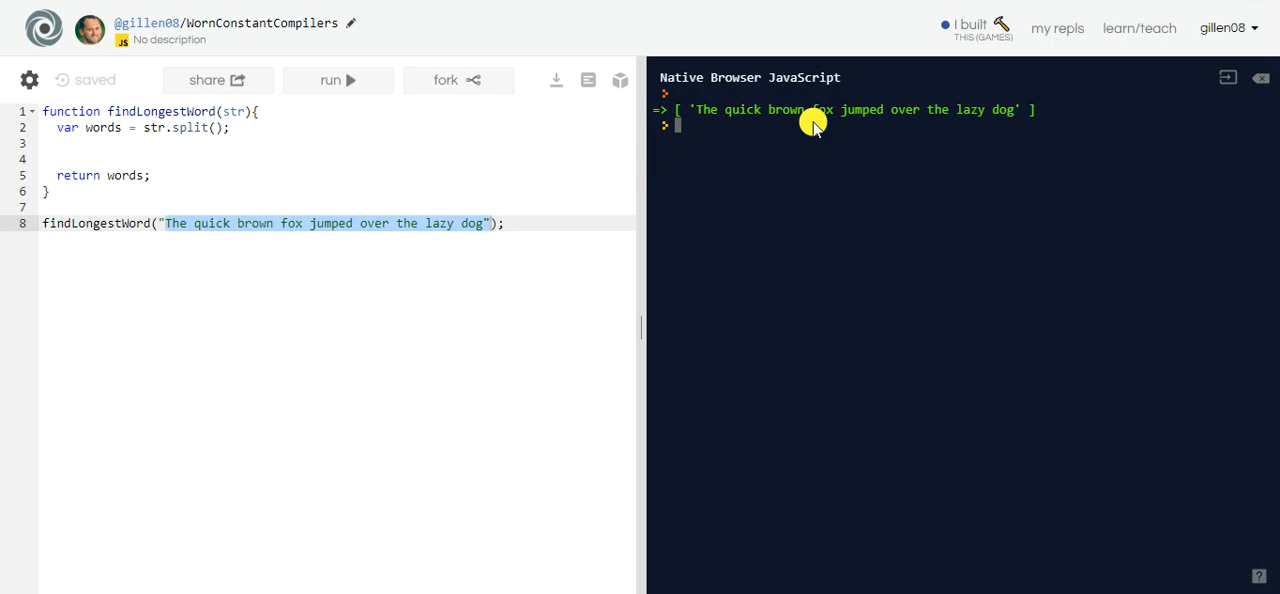 @gillen08/WornConstantCompilers
JS No description
I built
THIS (GAMES)
my repls
learn/teach
gillen08
saved
share
run
fork
1 function findLongestWord(str){
2 var words = str.split();
3
4
5 return words;
6 }
7
8 findLongestWord("The quick brown fox jumped over the lazy dog");
Native Browser JavaScript
>
=> [ 'The quick brown fox jumped over the lazy dog' ]
>
?